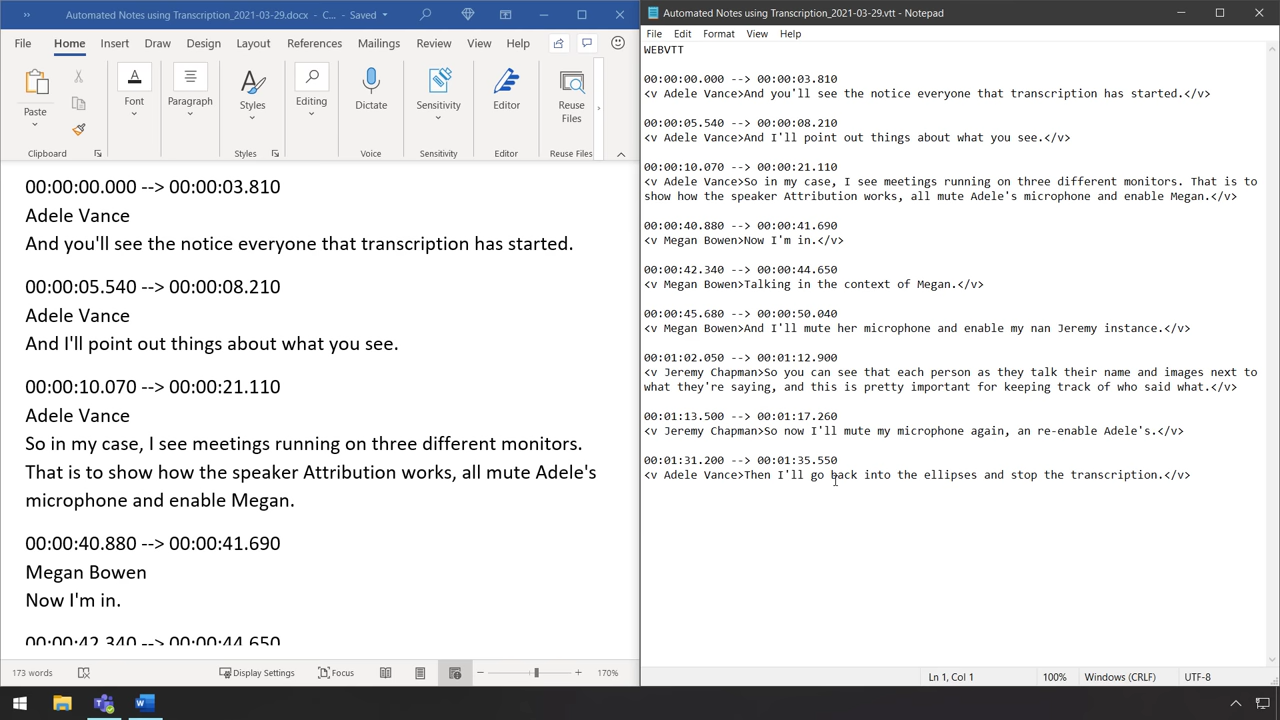 Automated Notes using Transcription_2021-03-29.docx - C... - Saved
File Home Insert Draw Design Layout References Mailings Review View Help
Paste
Font
Paragraph
Styles
Editing
Dictate
Sensitivity
Editor
Reuse Files
Clipboard
Styles
Voice
Sensitivity
Editor
Reuse Files
00:00:00.000 --> 00:00:03.810
Adele Vance
And you'll see the notice everyone that transcription has started.
00:00:05.540 --> 00:00:08.210
Adele Vance
And I'll point out things about what you see.
00:00:10.070 --> 00:00:21.110
Adele Vance
So in my case, I see meetings running on three different monitors.
That is to show how the speaker Attribution works, all mute Adele's
microphone and enable Megan.
00:00:40.880 --> 00:00:41.690
Megan Bowen
Now I'm in.
00:00:42.340 --> 00:00:44.650
173 words
Display Settings
Focus
170%
Automated Notes using Transcription_2021-03-29.vtt - Notepad
File Edit Format View Help
WEBVTT
00:00:00.000 --> 00:00:03.810
<v Adele Vance>And you'll see the notice everyone that transcription has started.</v>
00:00:05.540 --> 00:00:08.210
<v Adele Vance>And I'll point out things about what you see.</v>
00:00:10.070 --> 00:00:21.110
<v Adele Vance>So in my case, I see meetings running on three different monitors. That is to
show how the speaker Attribution works, all mute Adele's microphone and enable Megan.</v>
00:00:40.880 --> 00:00:41.690
<v Megan Bowen>Now I'm in.</v>
00:00:42.340 --> 00:00:44.650
<v Megan Bowen>Talking in the context of Megan.</v>
00:00:45.680 --> 00:00:50.040
<v Megan Bowen>And I'll mute her microphone and enable my nan Jeremy instance.</v>
00:01:02.050 --> 00:01:12.900
<v Jeremy Chapman>So you can see that each person as they talk their name and images next to
what they're saying, and this is pretty important for keeping track of who said what.</v>
00:01:13.500 --> 00:01:17.260
<v Jeremy Chapman>So now I'll mute my microphone again, an re-enable Adele's.</v>
00:01:31.200 --> 00:01:35.550
<v Adele Vance>Then I'll go back into the ellipses and stop the transcription.</v>
Ln 1, Col 1
100%
Windows (CRLF)
UTF-8